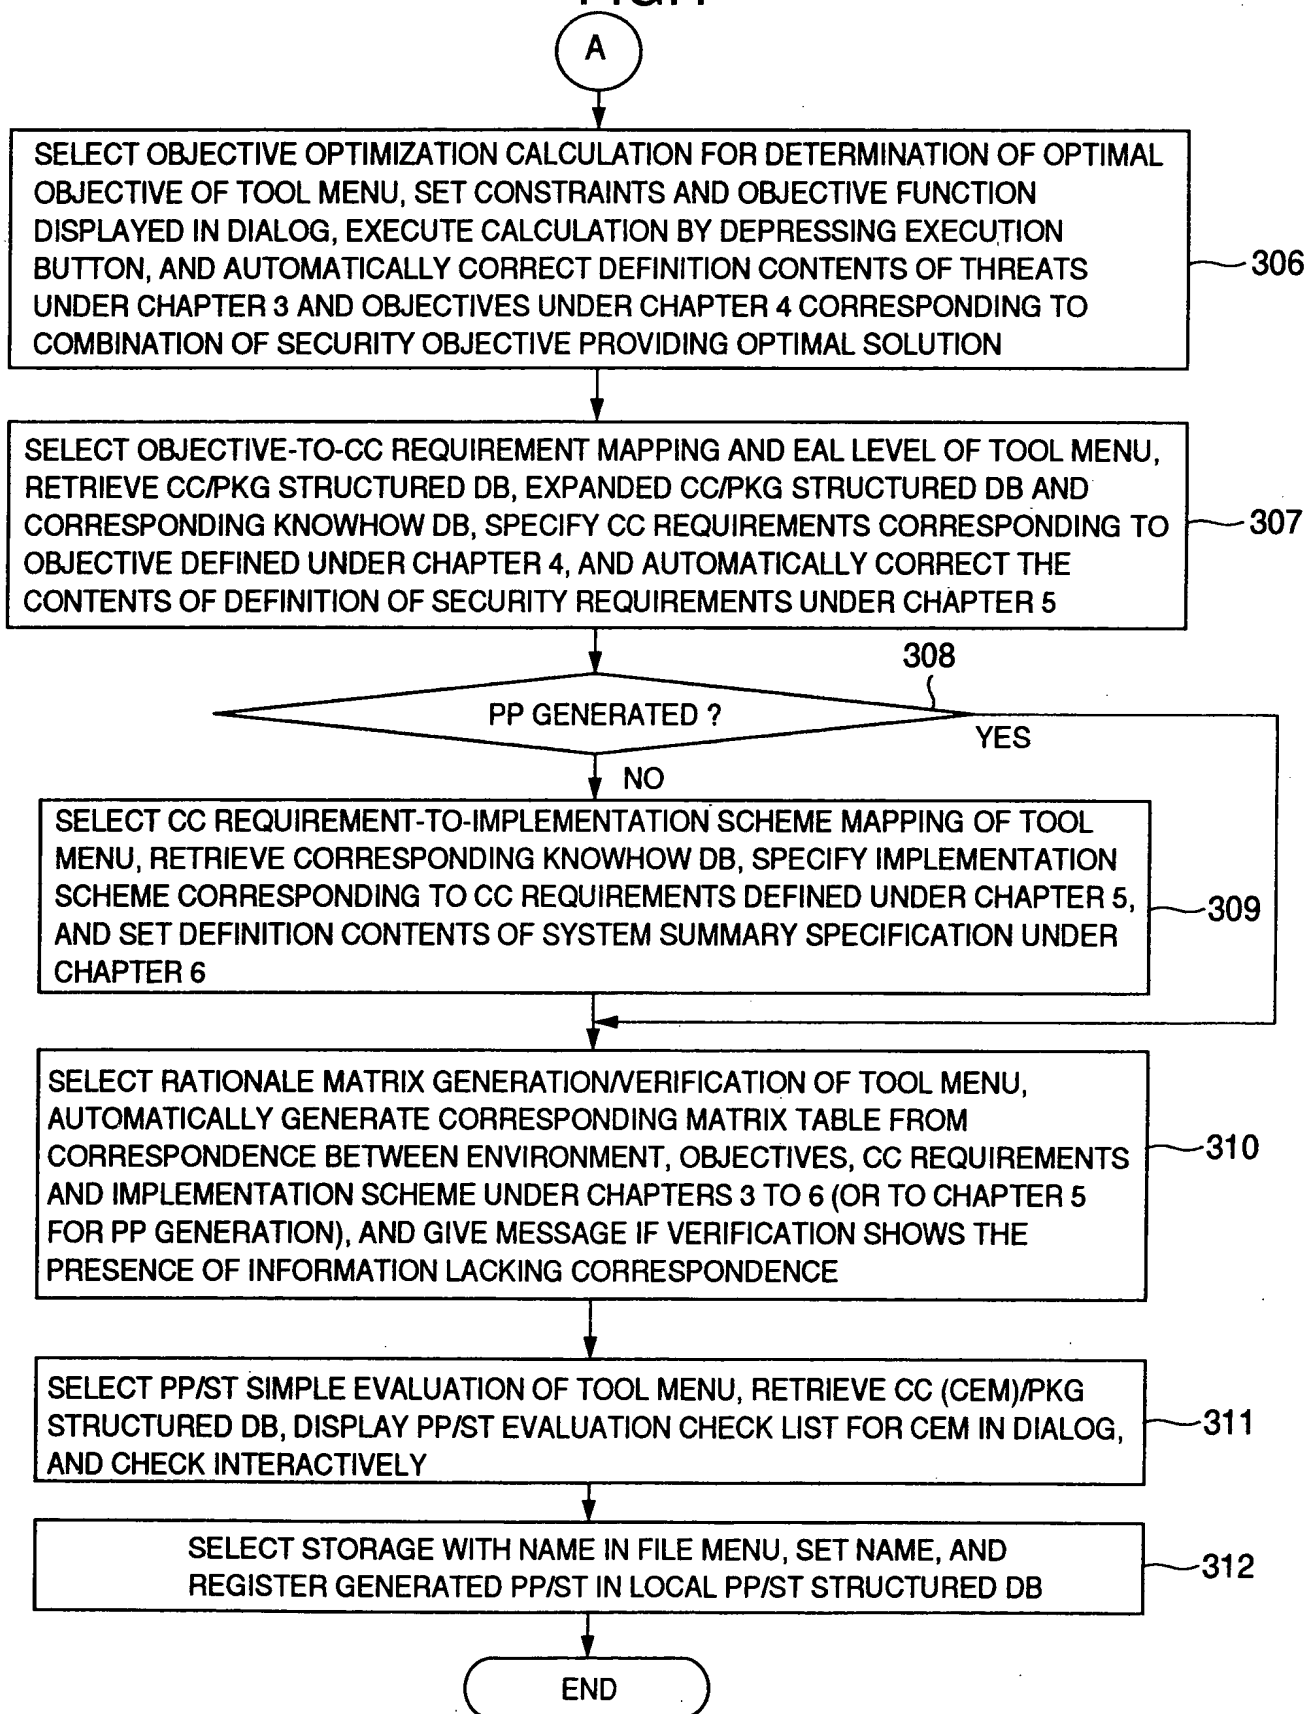 A
SELECT OBJECTIVE OPTIMIZATION CALCULATION FOR DETERMINATION OF OPTIMAL
OBJECTIVE OF TOOL MENU, SET CONSTRAINTS AND OBJECTIVE FUNCTION
DISPLAYED IN DIALOG, EXECUTE CALCULATION BY DEPRESSING EXECUTION
BUTTON, AND AUTOMATICALLY CORRECT DEFINITION CONTENTS OF THREATS
UNDER CHAPTER 3 AND OBJECTIVES UNDER CHAPTER 4 CORRESPONDING TO
COMBINATION OF SECURITY OBJECTIVE PROVIDING OPTIMAL SOLUTION
306
SELECT OBJECTIVE-TO-CC REQUIREMENT MAPPING AND EAL LEVEL OF TOOL MENU,
RETRIEVE CC/PKG STRUCTURED DB, EXPANDED CC/PKG STRUCTURED DB AND
CORRESPONDING KNOWHOW DB, SPECIFY CC REQUIREMENTS CORRESPONDING TO
OBJECTIVE DEFINED UNDER CHAPTER 4, AND AUTOMATICALLY CORRECT THE
CONTENTS OF DEFINITION OF SECURITY REQUIREMENTS UNDER CHAPTER 5
307
308
PP GENERATED ?
YES
NO
SELECT CC REQUIREMENT-TO-IMPLEMENTATION SCHEME MAPPING OF TOOL
MENU, RETRIEVE CORRESPONDING KNOWHOW DB, SPECIFY IMPLEMENTATION
SCHEME CORRESPONDING TO CC REQUIREMENTS DEFINED UNDER CHAPTER 5,
AND SET DEFINITION CONTENTS OF SYSTEM SUMMARY SPECIFICATION UNDER
CHAPTER 6
309
SELECT RATIONALE MATRIX GENERATION/VERIFICATION OF TOOL MENU,
AUTOMATICALLY GENERATE CORRESPONDING MATRIX TABLE FROM
CORRESPONDENCE BETWEEN ENVIRONMENT, OBJECTIVES, CC REQUIREMENTS
AND IMPLEMENTATION SCHEME UNDER CHAPTERS 3 TO 6 (OR TO CHAPTER 5
FOR PP GENERATION), AND GIVE MESSAGE IF VERIFICATION SHOWS THE
PRESENCE OF INFORMATION LACKING CORRESPONDENCE
310
SELECT PP/ST SIMPLE EVALUATION OF TOOL MENU, RETRIEVE CC (CEM)/PKG
STRUCTURED DB, DISPLAY PP/ST EVALUATION CHECK LIST FOR CEM IN DIALOG,
AND CHECK INTERACTIVELY
311
SELECT STORAGE WITH NAME IN FILE MENU, SET NAME, AND
REGISTER GENERATED PP/ST IN LOCAL PP/ST STRUCTURED DB
312
END